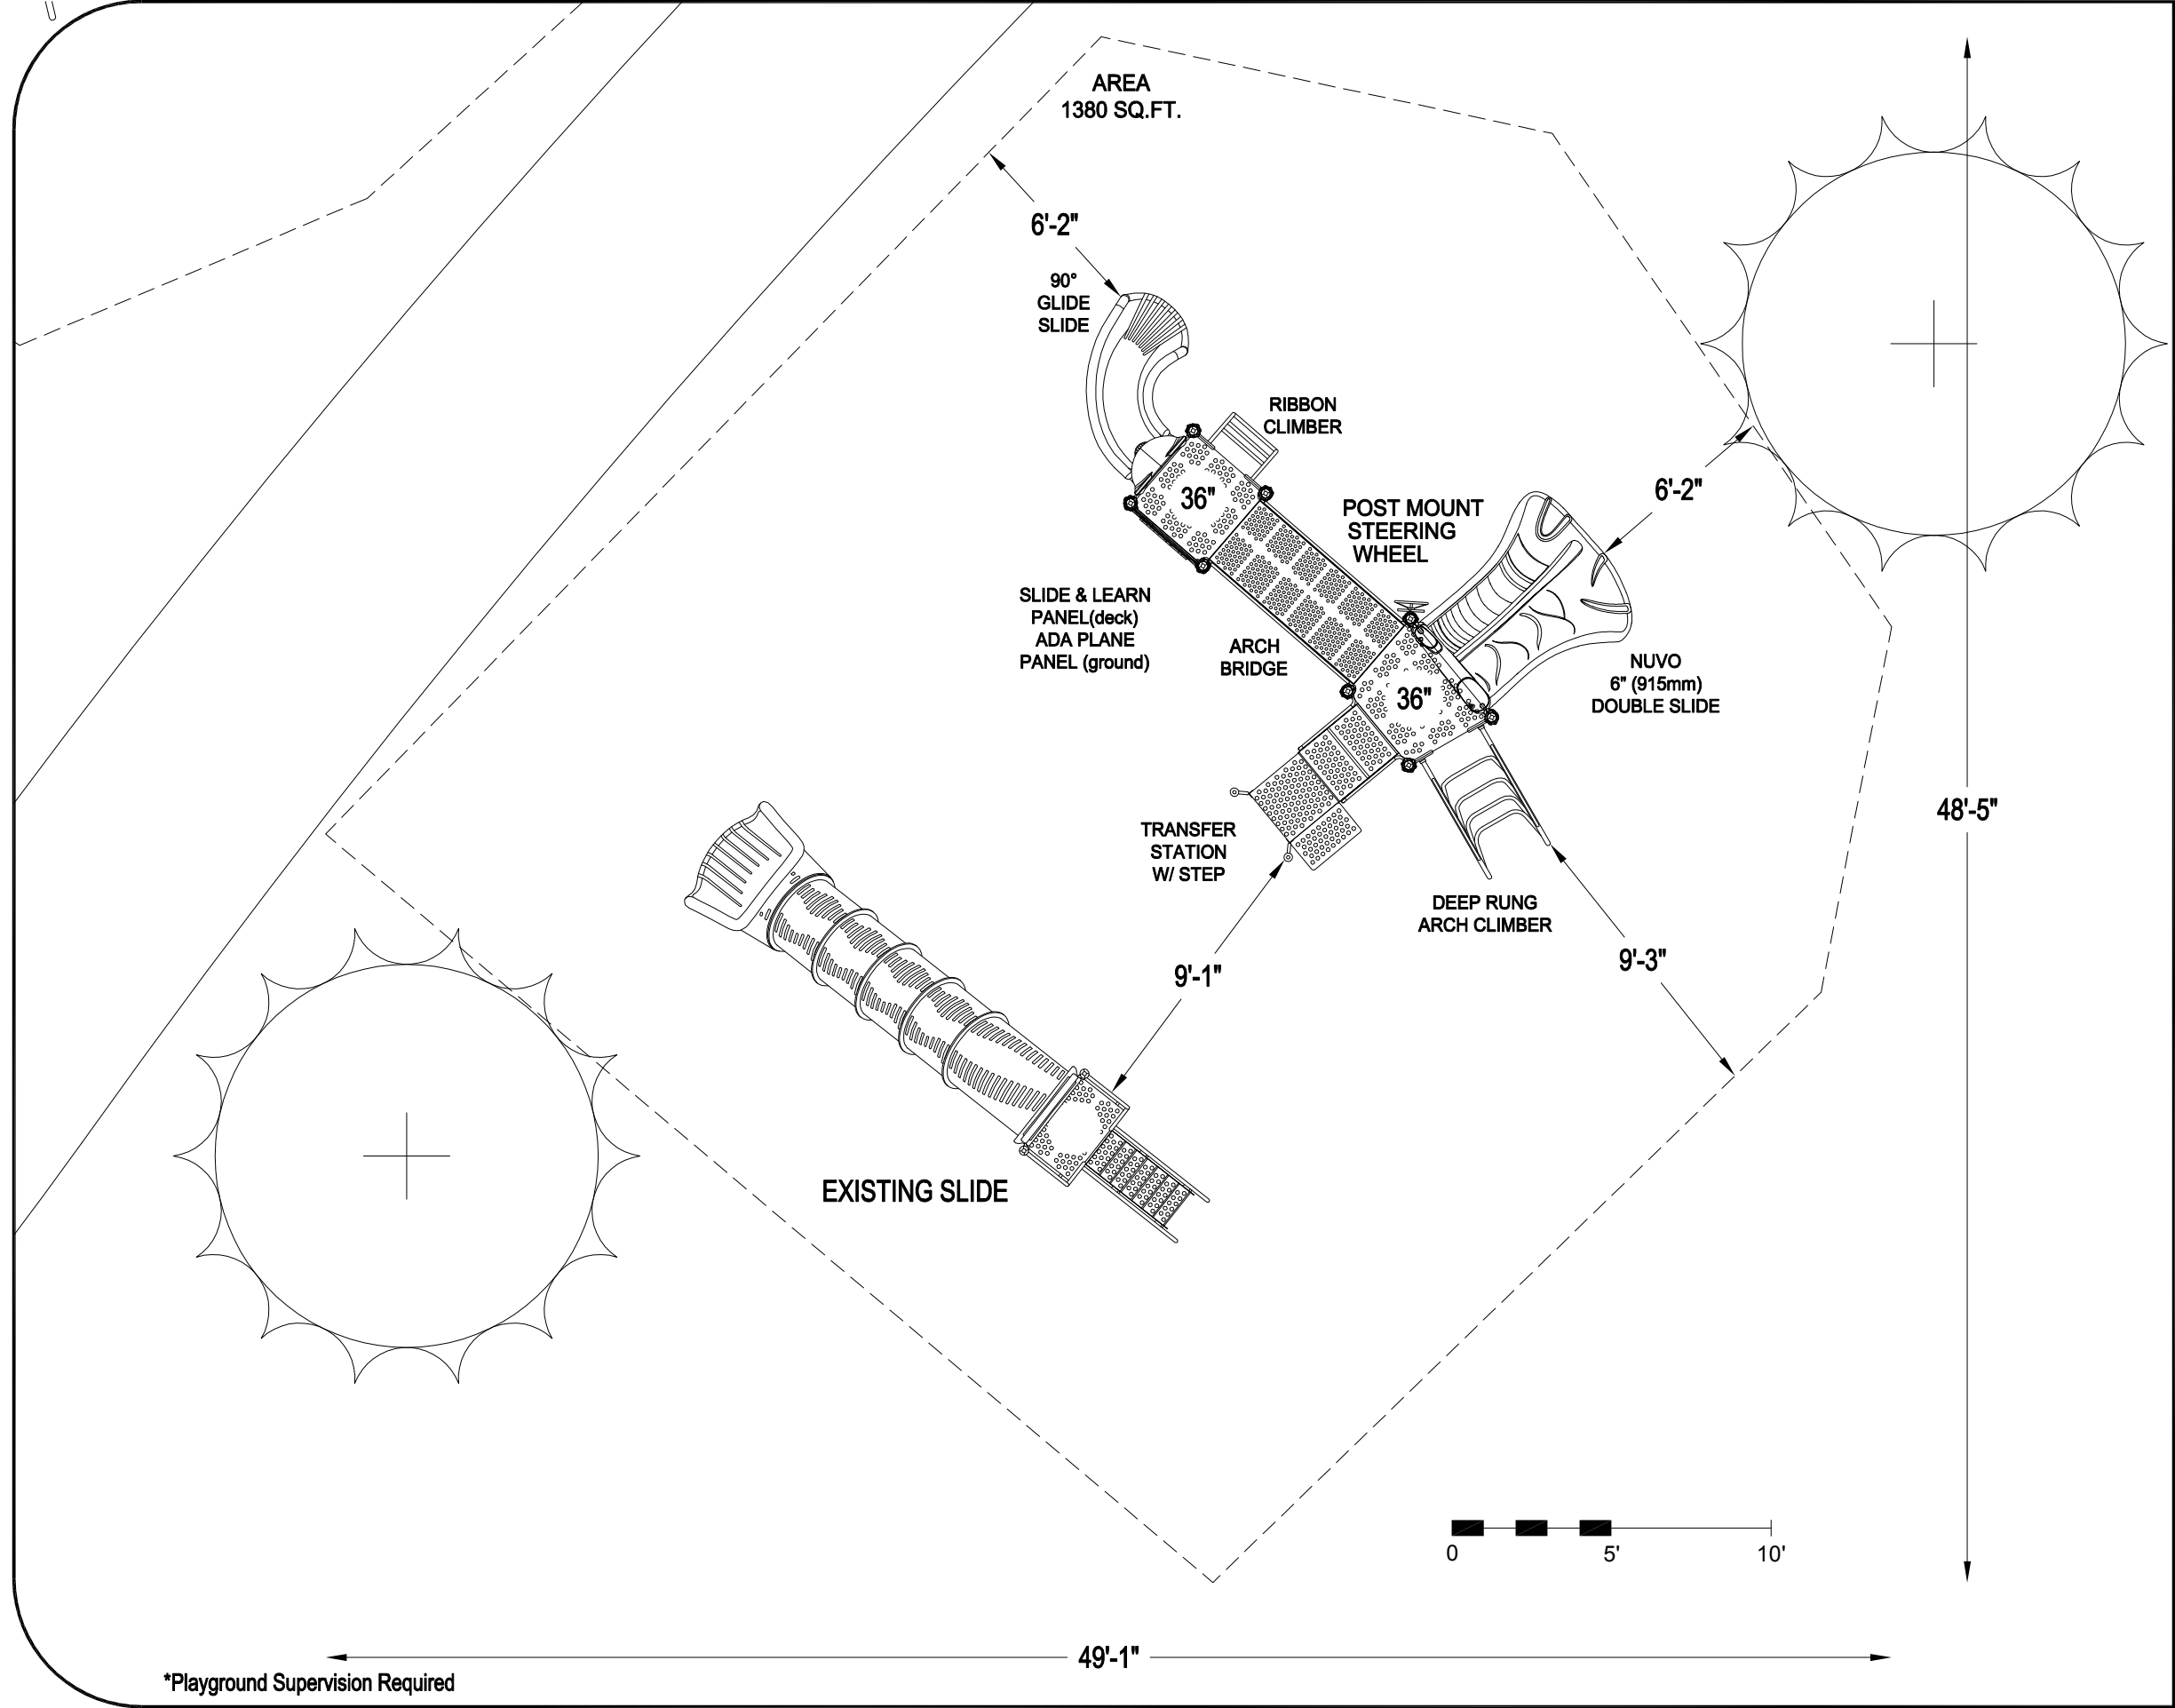 AREA
1380 SQ.FT.
6'-2"
90°
GLIDE
SLIDE
RIBBON
CLIMBER
36"
POST MOUNT
STEERING
WHEEL
6'-2"
SLIDE & LEARN
PANEL(deck)
ADA PLANE
PANEL (ground)
ARCH
BRIDGE
36"
NUVO
6" (915mm)
DOUBLE SLIDE
48'-5"
TRANSFER
STATION
W/ STEP
DEEP RUNG
ARCH CLIMBER
9'-3"
9'-1"
EXISTING SLIDE
0 5' 10'
49'-1"
*Playground Supervision Required